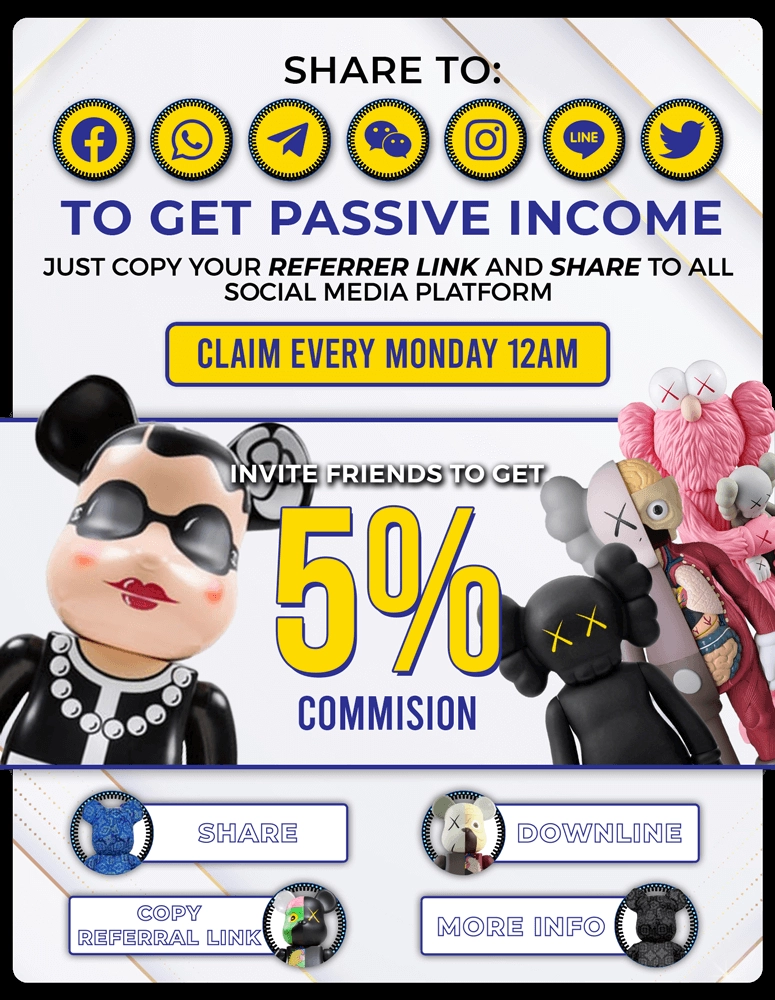 SHARE TO:
LINE
TO GET PASSIVE INCOME
JUST COPY YOUR REFERRER LINK AND SHARE TO ALL
SOCIAL MEDIA PLATFORM
CLAIM EVERY MONDAY 12AM
INVITE FRIENDS TO GET
5%
COMMISION
SHARE
DOWNLINE
COPY
REFERRAL LINK
MORE INFO